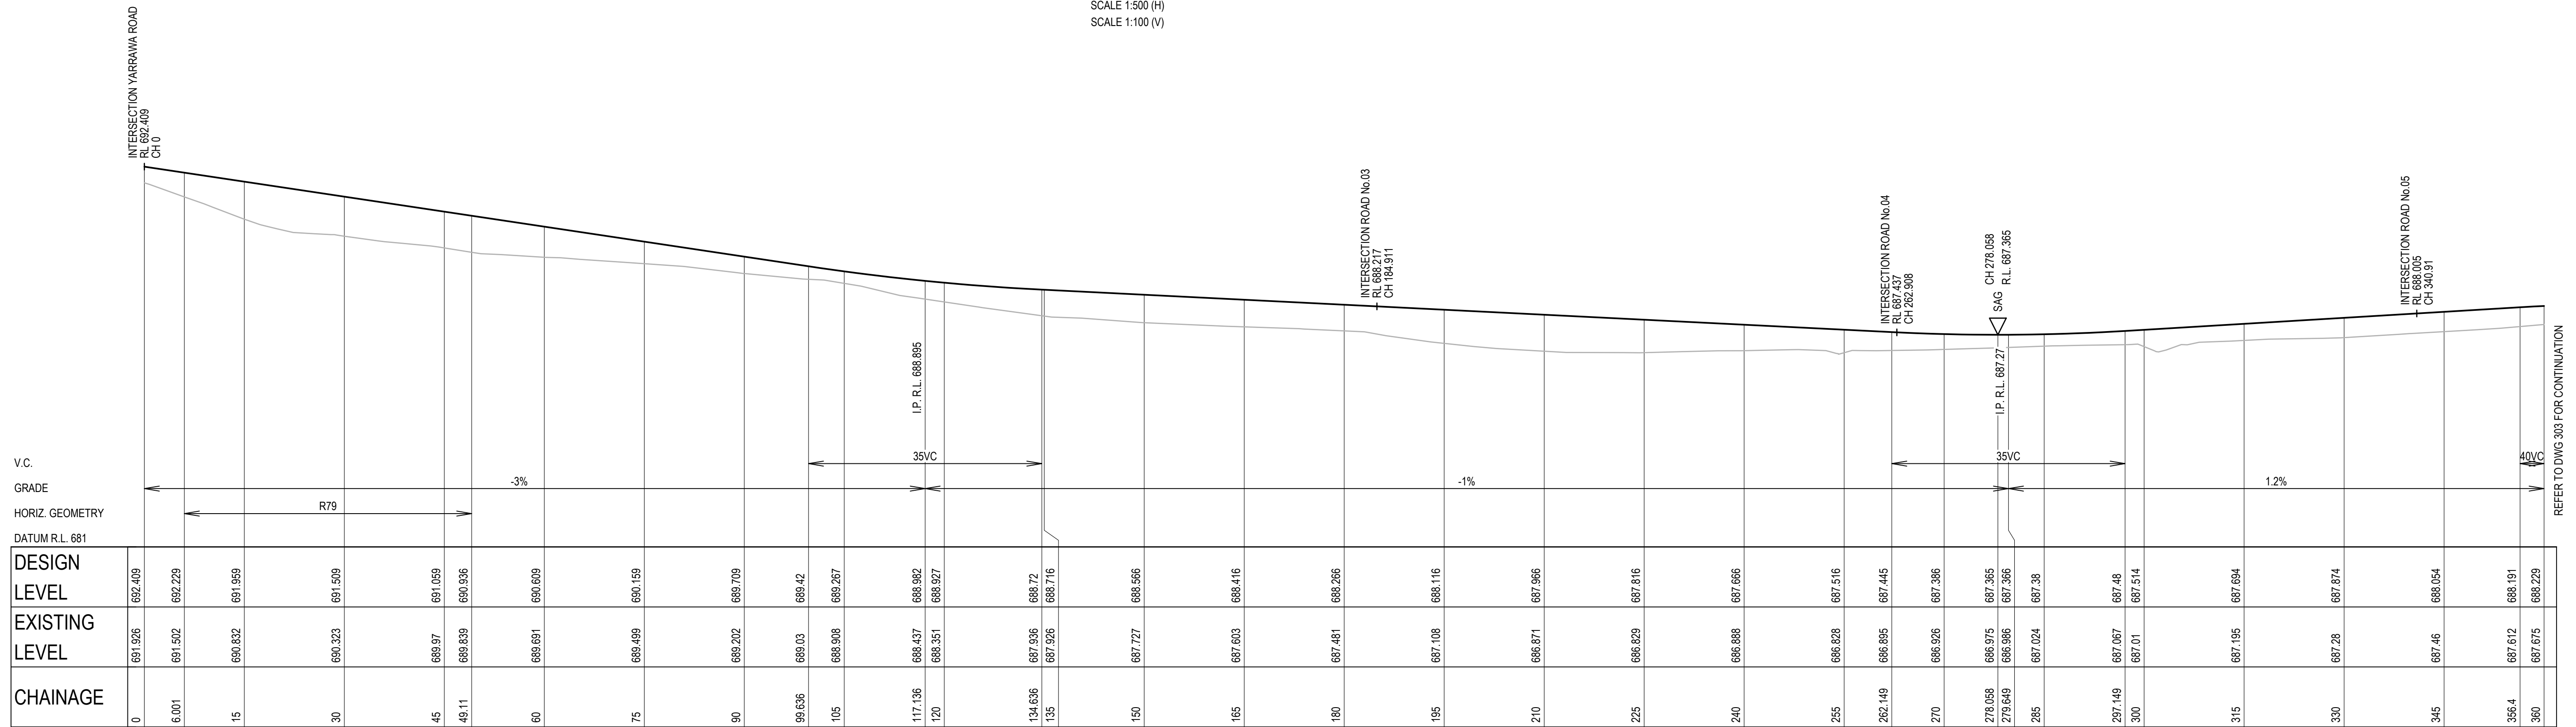 SCALE 1:500 (H)
SCALE 1:100 (V)
INTERSECTION YARRAWA ROAD
RL 692.409
CH 0
INTERSECTION ROAD No.03
RL 688.217
CH 184.911
INTERSECTION ROAD No.04
RL 687.437
CH 262.908
SAG
CH 278.058
R.L. 687.365
INTERSECTION ROAD No.05
RL 688.005
CH 340.91
I.P. R.L. 688.895
I.P. R.L. 687.27
REFER TO DWG 303 FOR CONTINUATION
V.C. 35VC 35VC 40VC
GRADE -3% -1% 1.2%
HORIZ. GEOMETRY R79
DATUM R.L. 681
DESIGN
LEVEL
692.409 692.229 691.959 691.509 691.059 690.936 690.609 690.159 689.709 689.42 689.267 688.982 688.927 688.72 688.716 688.566 688.416 688.266 688.116 687.966 687.816 687.666 687.516 687.445 687.386 687.365 687.366 687.38 687.48 687.514 687.694 687.874 688.054 688.191 688.229
EXISTING
LEVEL
691.926 691.502 690.832 690.323 689.97 689.839 689.691 689.499 689.202 689.03 688.908 688.437 688.351 687.936 687.926 687.727 687.603 687.481 687.108 686.871 686.829 686.888 686.828 686.895 686.926 686.975 686.986 687.024 687.067 687.01 687.195 687.28 687.46 687.612 687.675
CHAINAGE
0 6.001 15 30 45 49.11 60 75 90 99.636 105 117.136 120 134.636 135 150 165 180 195 210 225 240 255 262.149 270 278.058 279.649 285 297.149 300 315 330 345 356.4 360